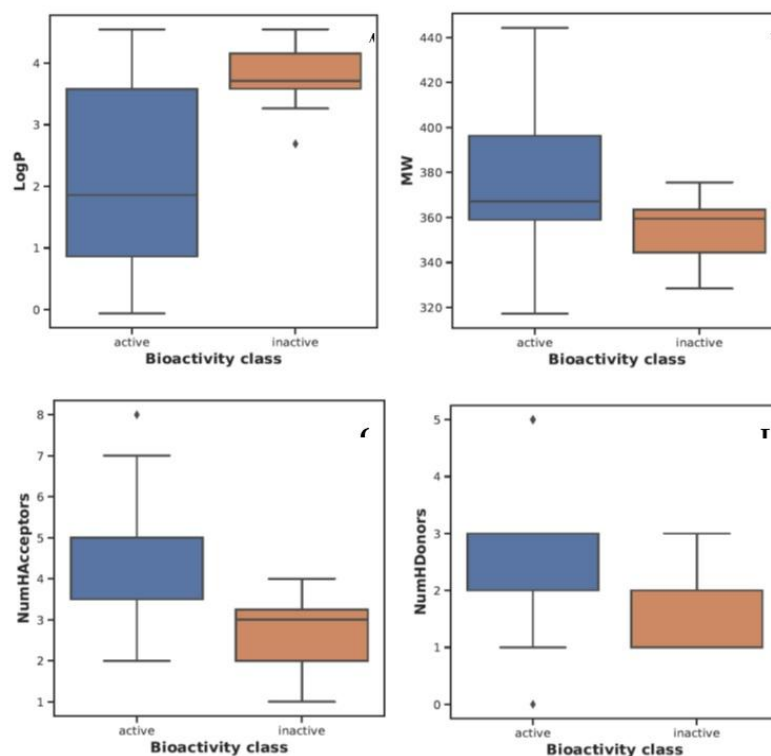 LogP
4
3
2
1
0
active
inactive
Bioactivity class
MW
440
420
400
380
360
340
320
active
inactive
Bioactivity class
NumHAcceptors
8
7
6
5
4
3
2
1
active
inactive
Bioactivity class
NumHDonors
5
4
3
2
1
0
active
inactive
Bioactivity class